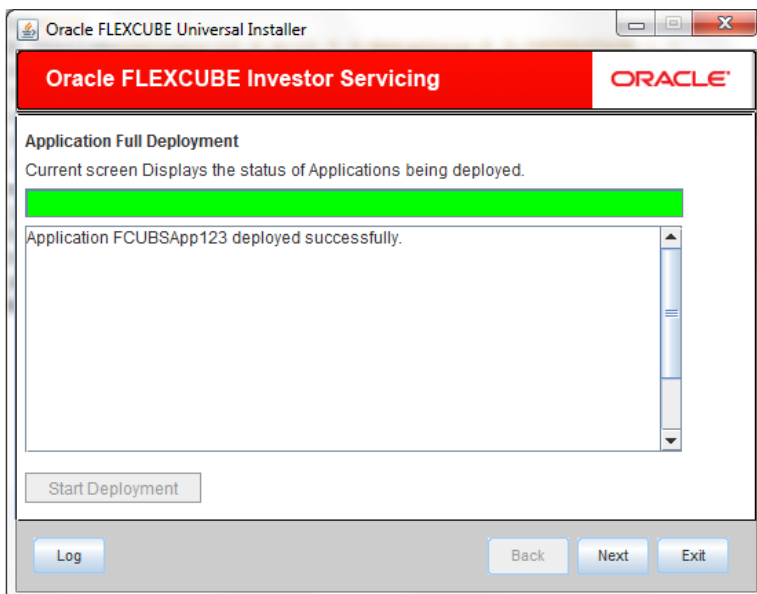 Oracle FLEXCUBE Universal Installer
Oracle FLEXCUBE Investor Servicing
ORACLE
Application Full Deployment
Current screen Displays the status of Applications being deployed.
Application FCUBSApp123 deployed successfully.
Start Deployment
Log
Back
Next
Exit